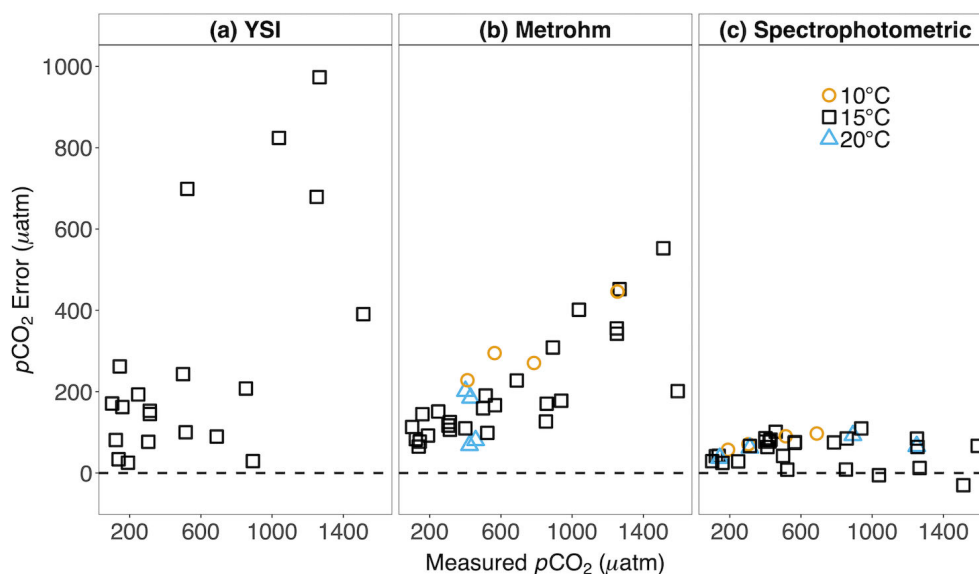 (a) YSI
(b) Metrohm
(c) Spectrophotometric
pCO₂ Error (μatm)
1000
800
600
400
200
0
10°C
15°C
20°C
200 600 1000 1400
200 600 1000 1400
200 600 1000 1400
Measured pCO₂ (μatm)